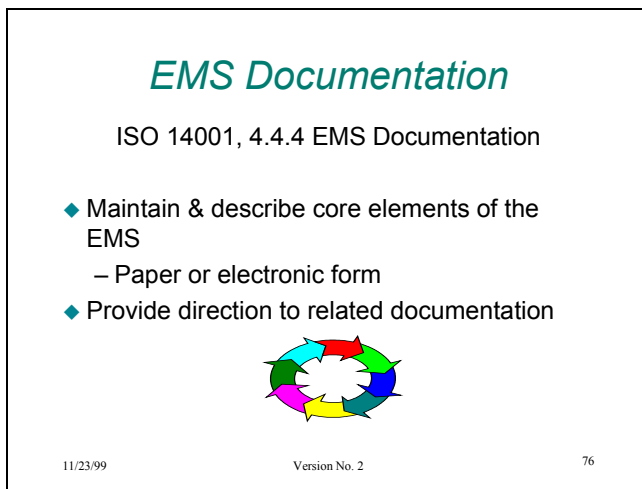 EMS Documentation
ISO 14001, 4.4.4 EMS Documentation
Maintain & describe core elements of the
EMS
– Paper or electronic form
Provide direction to related documentation
11/23/99
Version No. 2
76